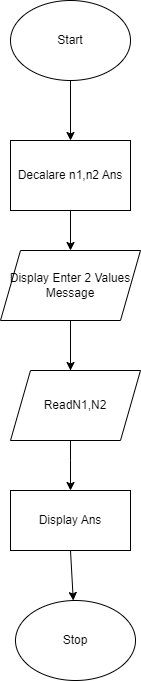 Start
Decalare n1,n2 Ans
Display Enter 2 Values
Message
ReadN1,N2
Display Ans
Stop